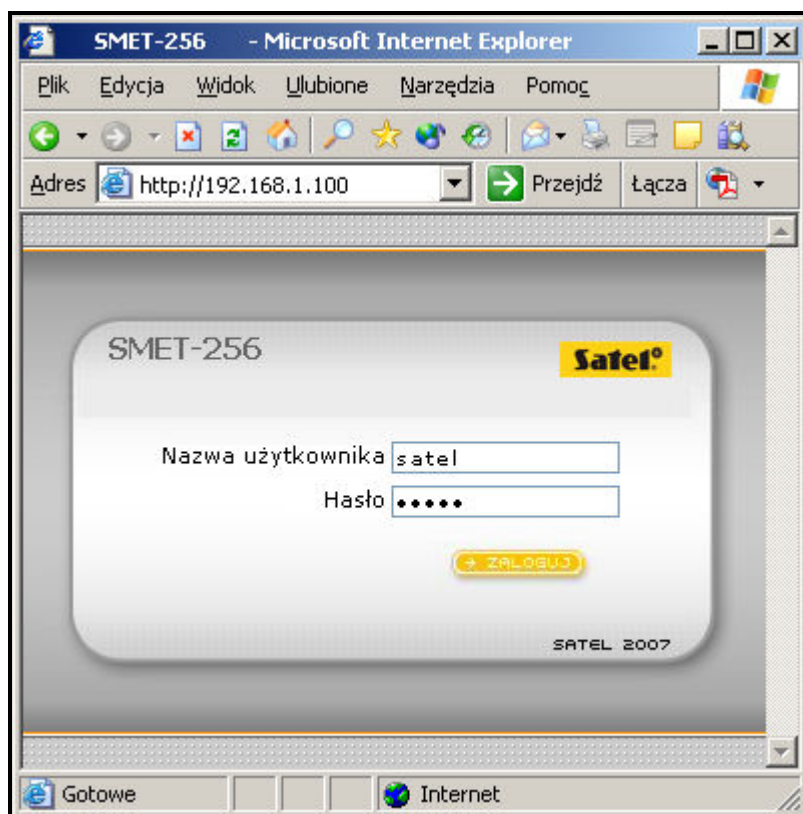 SMET-256 - Microsoft Internet Explorer
Plik Edycja Widok Ulubione Narzędzia Pomoc
Adres http://192.168.1.100 Przejdź Łącza
SMET-256
Satel®
Nazwa użytkownika satel
Hasło •••••
→ ZALOGUJ
SATEL 2007
Gotowe Internet